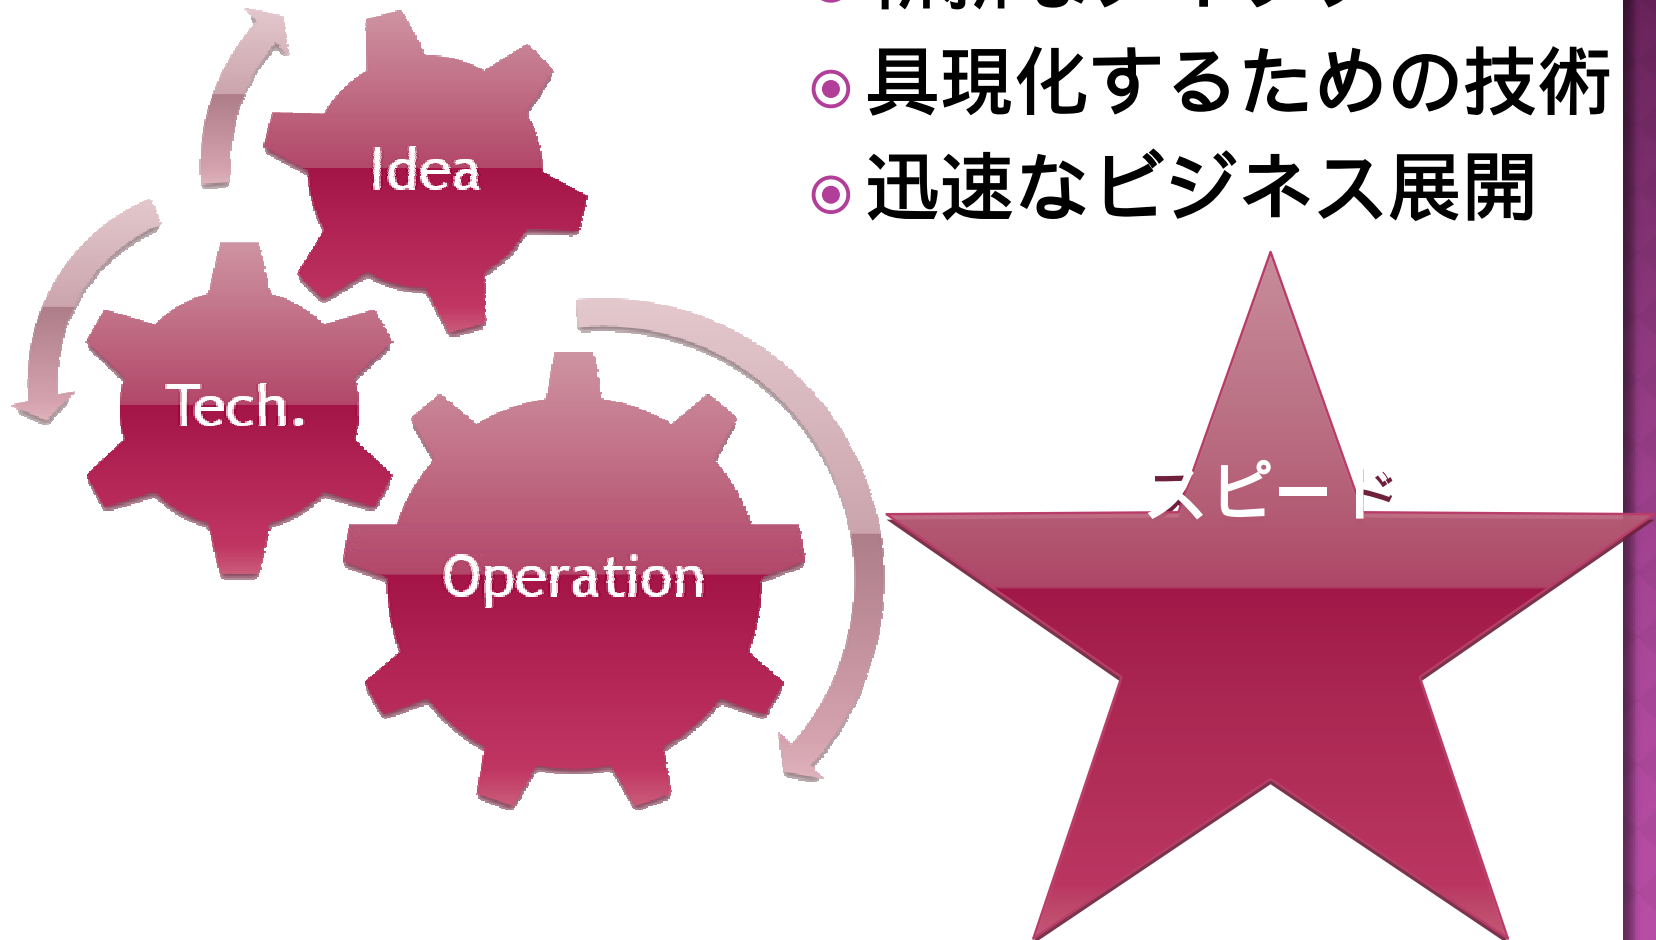 具現化するための技術
迅速なビジネス展開
Idea
Tech.
Operation
スピード